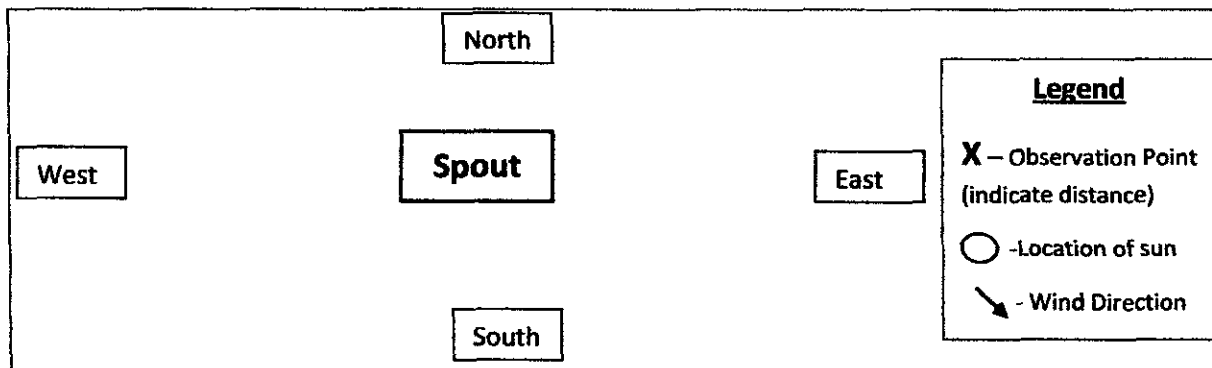 North
West
Spout
East
South
Legend
X – Observation Point
(indicate distance)
-Location of sun
- Wind Direction